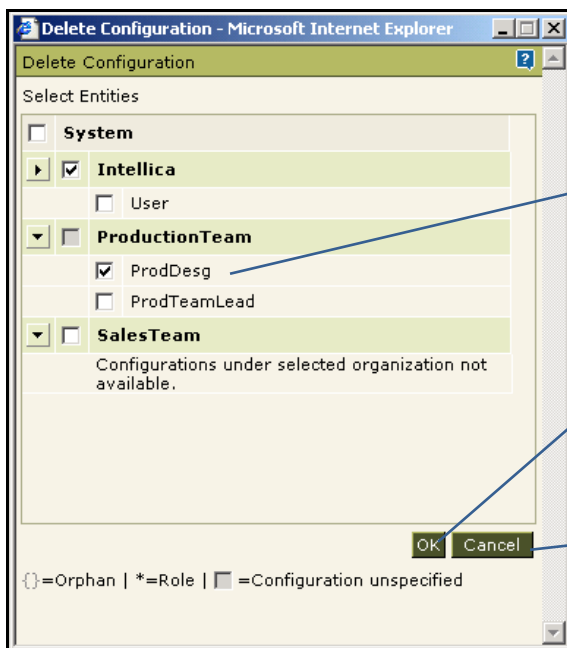 Delete Configuration - Microsoft Internet Explorer
Delete Configuration
?
Select Entities
System
Intellica
User
ProductionTeam
ProdDesg
ProdTeamLead
SalesTeam
Configurations under selected organization not
available.
OK Cancel
{}=Orphan | *=Role | =Configuration unspecified